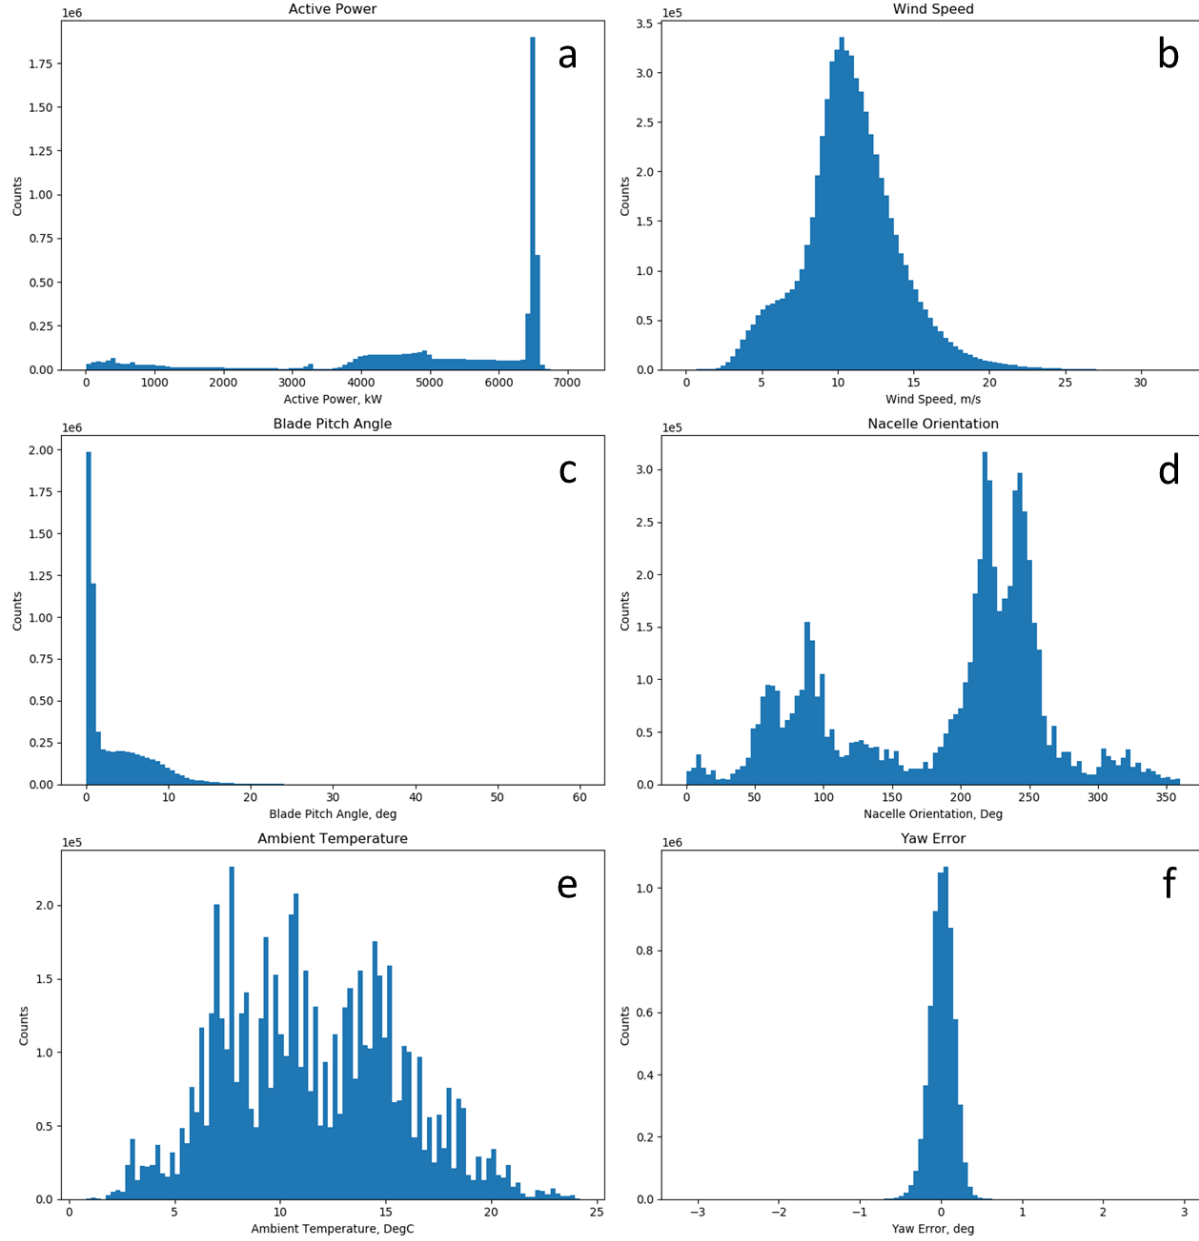 Active Power
1e6
a
1.75
1.50
1.25
1.00
0.75
0.50
0.25
0.00
Counts
0 1000 2000 3000 4000 5000 6000 7000
Active Power, kW
Wind Speed
1e5
b
3.5
3.0
2.5
2.0
1.5
1.0
0.5
0.0
Counts
0 5 10 15 20 25 30
Wind Speed, m/s
Blade Pitch Angle
1e6
c
2.00
1.75
1.50
1.25
1.00
0.75
0.50
0.25
0.00
Counts
0 10 20 30 40 50 60
Blade Pitch Angle, deg
Nacelle Orientation
1e5
d
3.0
2.5
2.0
1.5
1.0
0.5
0.0
Counts
0 50 100 150 200 250 300 350
Nacelle Orientation, Deg
Ambient Temperature
1e5
e
2.0
1.5
1.0
0.5
0.0
Counts
0 5 10 15 20 25
Ambient Temperature, DegC
Yaw Error
1e6
f
1.0
0.8
0.6
0.4
0.2
0.0
Counts
−3 −2 −1 0 1 2 3
Yaw Error, deg